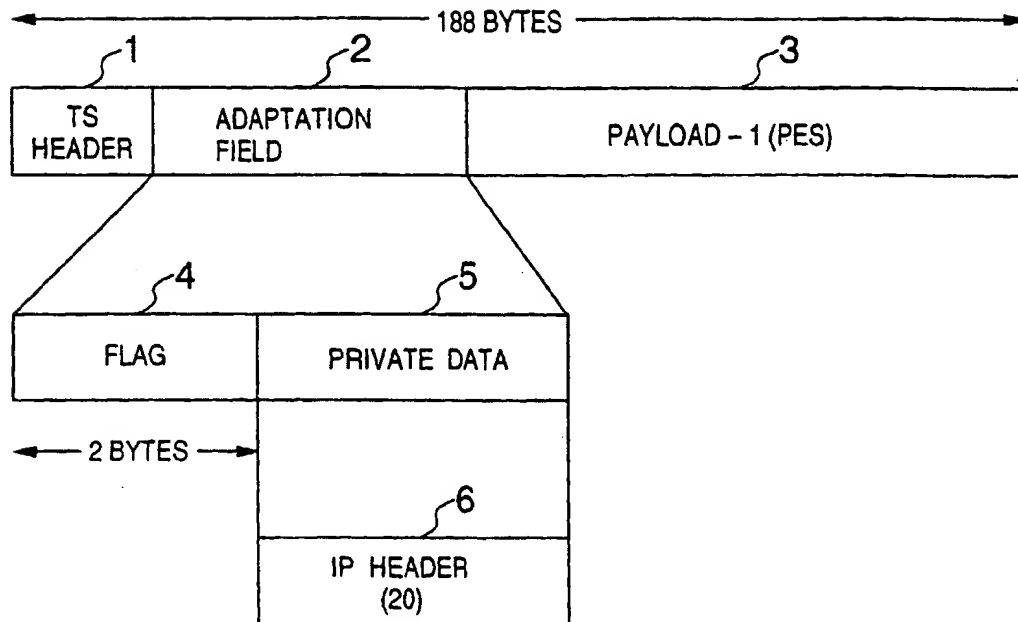 188 BYTES
1
2
3
TS
HEADER
ADAPTATION
FIELD
PAYLOAD – 1 (PES)
4
5
FLAG
PRIVATE DATA
2 BYTES
6
IP HEADER
(20)